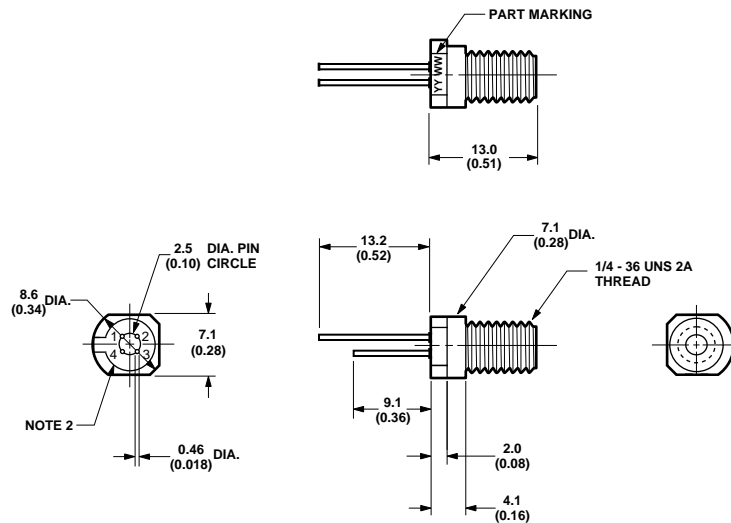 PART MARKING
YY WW
13.0
(0.51)
2.5 DIA. PIN
(0.10) CIRCLE
8.6 DIA.
(0.34)
1 2
4 3
7.1
(0.28)
NOTE 2
0.46 DIA.
(0.018)
13.2
(0.52)
7.1 DIA.
(0.28)
1/4 - 36 UNS 2A
THREAD
9.1
(0.36)
2.0
(0.08)
4.1
(0.16)